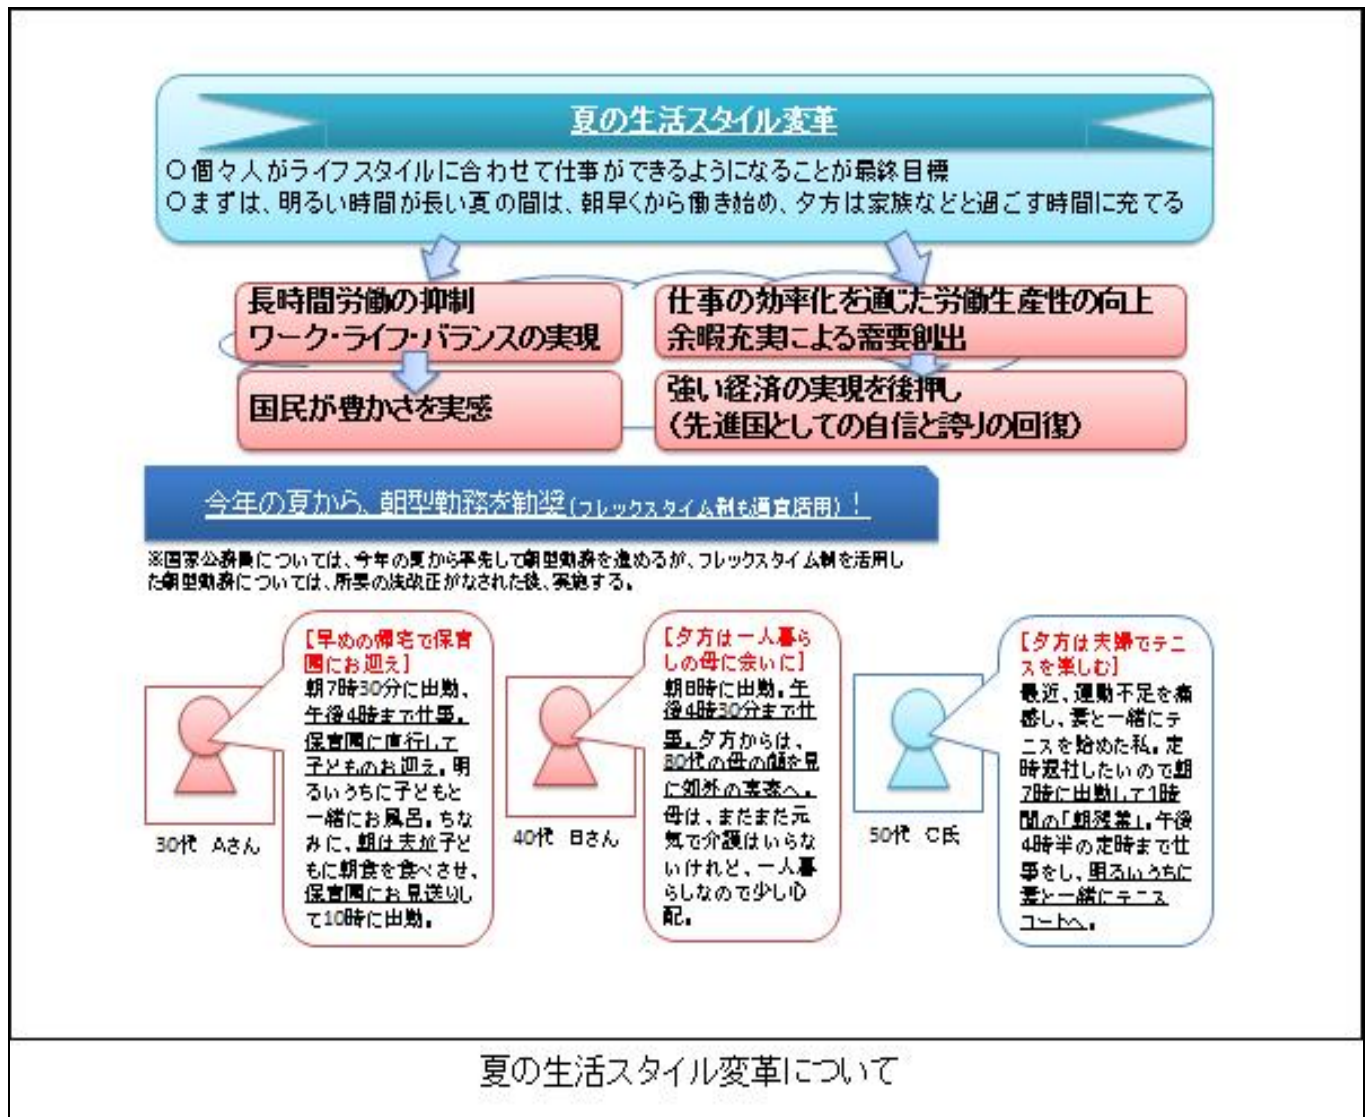 夏の生活スタイル変革
○個々人がライフスタイルに合わせて仕事ができるようになることが最終目標
○まずは、明るい時間が長い夏の間は、朝早くから働き始め、夕方は家族などと過ごす時間に充てる
長時間労働の抑制
ワーク・ライフ・バランスの実現
仕事の効率化を通じた労働生産性の向上
余暇充実による需要創出
国民が豊かさを実感
強い経済の実現を後押し
(先進国としての自信と誇りの回復)
今年の夏から、朝型勤務を勧奨(フレックスタイム制も適宜活用)!
※国家公務員については、今年の夏から率先して朝型勤務を進めるが、フレックスタイム制を活用し
た朝型勤務については、所要の法改正がなされた後、実施する。
[早めの帰宅で保育
園にお迎え]
朝7時30分に出勤、
午後4時まで仕事。
保育園に直行して
子どものお迎え。明
るいうちに子どもと
一緒にお風呂。ちな
みに、朝は夫が子ど
もに朝食を食べさせ、
保育園にお見送りし
て10時に出勤。
30代 Aさん
[夕方は一人暮ら
しの母に会いに]
朝8時に出勤。午
後4時30分まで仕
事。夕方からは、
80代の母の顔を見
に郊外の実家へ。
母は、まだまだ元
気で介護はいらな
いけれど、一人暮
らしなので少し心
配。
40代 Bさん
[夕方は夫婦でテニ
スを楽しむ]
最近、運動不足を痛
感し、妻と一緒にテ
ニスを始めた私。定
時退社したいので朝
7時に出勤して1時
間の「朝残業」。午後
4時半の定時まで仕
事をし、明るいうちに
妻と一緒にテニス
コートへ。
50代 C氏
夏の生活スタイル変革について